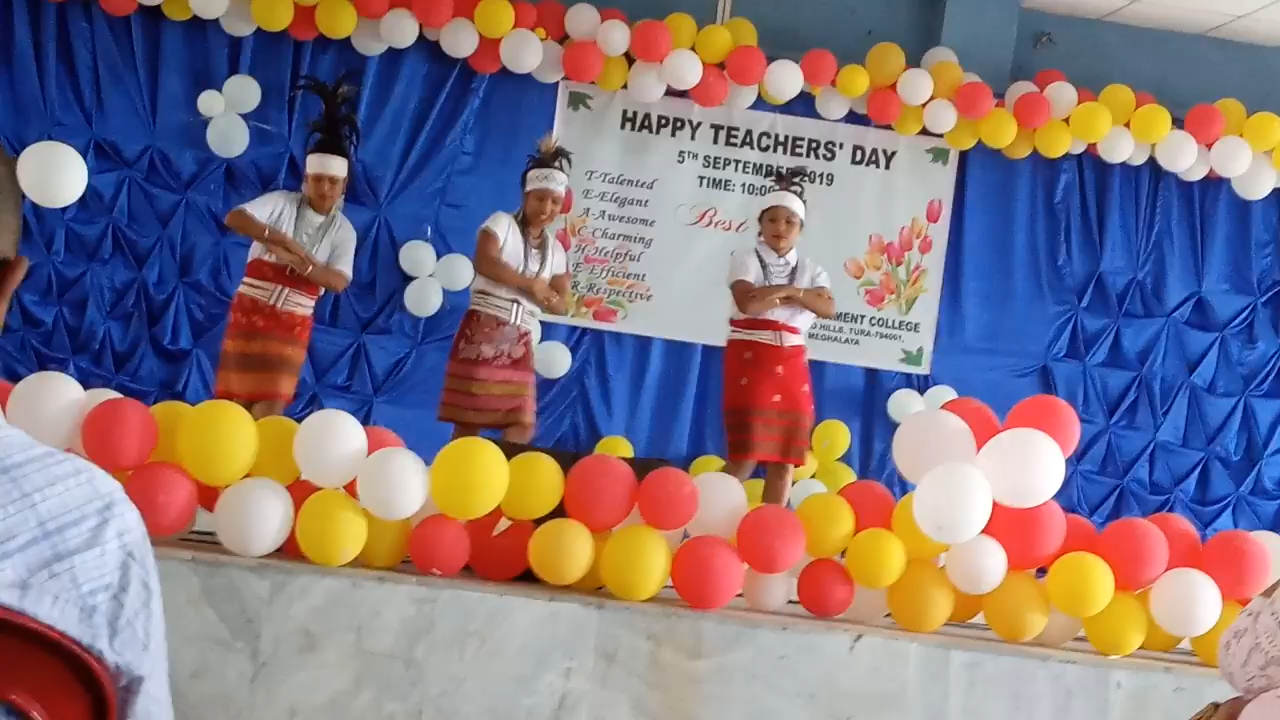 HAPPY TEACHERS' DAY
5TH SEPTEMBER 2019
TIME: 10:0
T-Talented
E-Elegant
A-Awesome
C-Charming
H-Helpful
E-Efficient
R-Respective
Best
COLLEGE
HILLS, TURA-794001,
MEGHALAYA